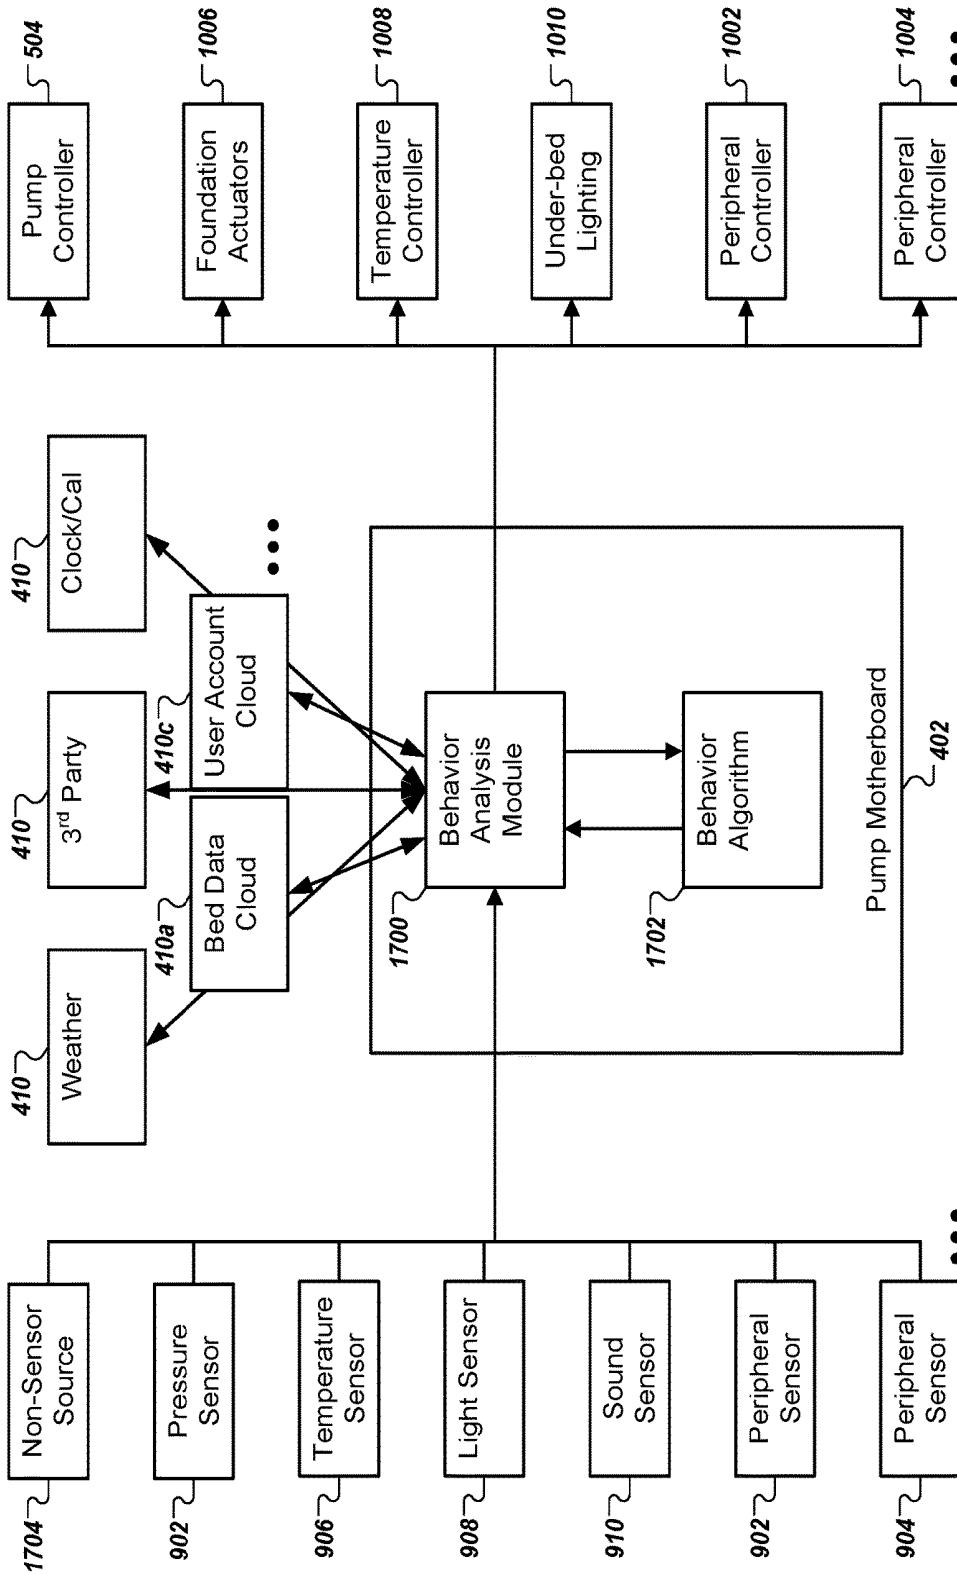 1704
Non-Sensor
Source
902
Pressure
Sensor
906
Temperature
Sensor
908
Light Sensor
910
Sound
Sensor
902
Peripheral
Sensor
904
Peripheral
Sensor
410
Weather
410
3rd Party
410
Clock/Cal
410a
Bed Data
Cloud
410c
User Account
Cloud
1700
Behavior
Analysis
Module
1702
Behavior
Algorithm
Pump Motherboard
402
Pump
Controller
504
Foundation
Actuators
1006
Temperature
Controller
1008
Under-bed
Lighting
1010
Peripheral
Controller
1002
Peripheral
Controller
1004